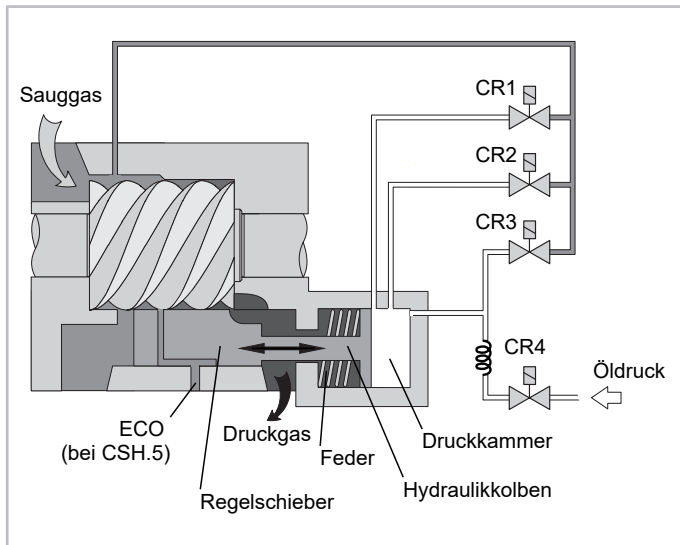 Sauggas
CR1
CR2
CR3
CR4
Öldruck
ECO
(bei CSH.5)
Druckgas
Feder
Druckkammer
Hydraulikkolben
Regelschieber